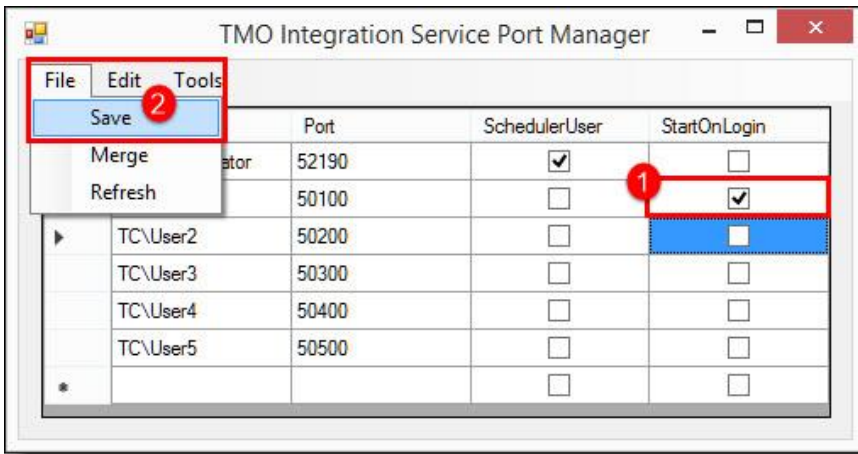 TMO Integration Service Port Manager
File Edit Tools
2
Save Port SchedulerUser StartOnLogin
Merge ator 52190
1
Refresh 50100
TC\User2 50200
TC\User3 50300
TC\User4 50400
TC\User5 50500